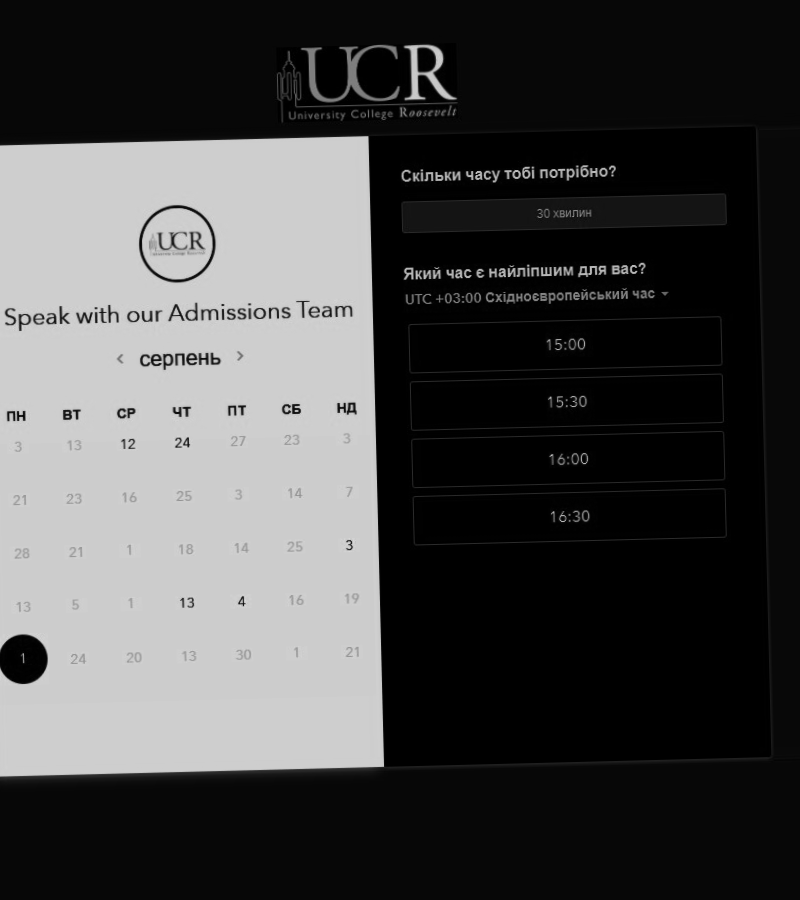 UCR
University College Roosevelt
UCR
University College Roosevelt
Speak with our Admissions Team
серпень
ПН ВТ СР ЧТ ПТ СБ НД
3 13 12 24 27 23 3
21 23 16 25 3 14 7
28 21 1 18 14 25 3
13 5 1 13 4 16 19
1 24 20 13 30 1 21
Скільки часу тобі потрібно?
30 хвилин
Який час є найліпшим для вас?
UTC +03:00 Східноєвропейський час
15:00
15:30
16:00
16:30